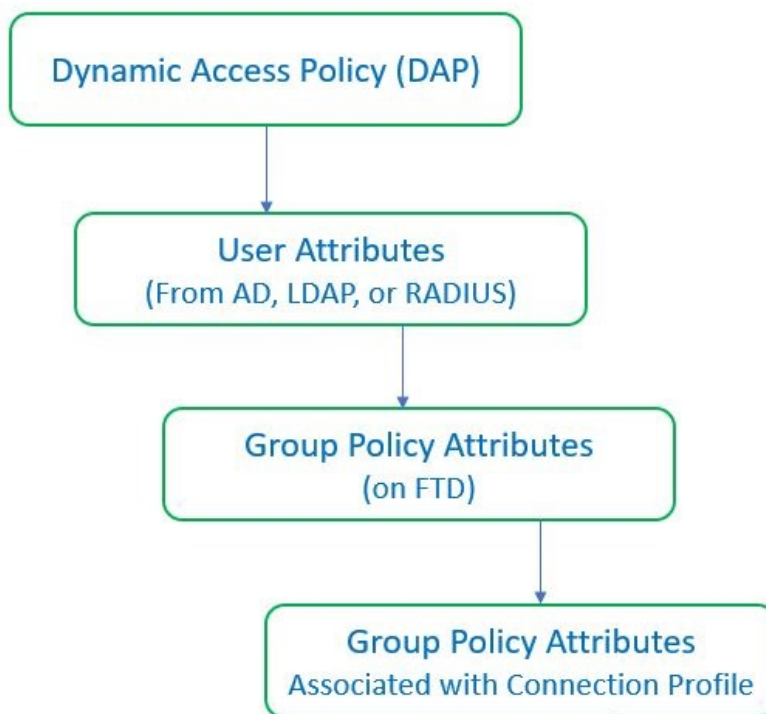 Dynamic Access Policy (DAP)
User Attributes
(From AD, LDAP, or RADIUS)
Group Policy Attributes
(on FTD)
Group Policy Attributes
Associated with Connection Profile